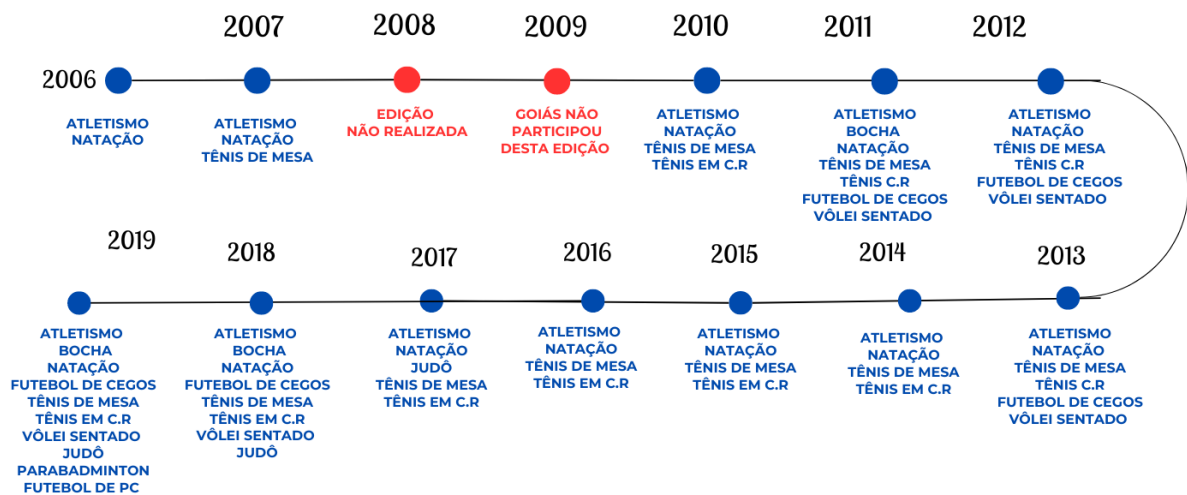 2006
ATLETISMO
NATAÇÃO
2007
ATLETISMO
NATAÇÃO
TÊNIS DE MESA
2008
EDIÇÃO
NÃO REALIZADA
2009
GOIÁS NÃO
PARTICIPOU
DESTA EDIÇÃO
2010
ATLETISMO
NATAÇÃO
TÊNIS DE MESA
TÊNIS EM C.R
2011
ATLETISMO
BOCHA
NATAÇÃO
TÊNIS DE MESA
TÊNIS C.R
FUTEBOL DE CEGOS
VÔLEI SENTADO
2012
ATLETISMO
NATAÇÃO
TÊNIS DE MESA
TÊNIS C.R
FUTEBOL DE CEGOS
VÔLEI SENTADO
2013
ATLETISMO
NATAÇÃO
TÊNIS DE MESA
TÊNIS C.R
FUTEBOL DE CEGOS
VÔLEI SENTADO
2014
ATLETISMO
NATAÇÃO
TÊNIS DE MESA
TÊNIS EM C.R
2015
ATLETISMO
NATAÇÃO
TÊNIS DE MESA
TÊNIS EM C.R
2016
ATLETISMO
NATAÇÃO
TÊNIS DE MESA
TÊNIS EM C.R
2017
ATLETISMO
NATAÇÃO
JUDÔ
TÊNIS DE MESA
TÊNIS EM C.R
2018
ATLETISMO
BOCHA
NATAÇÃO
FUTEBOL DE CEGOS
TÊNIS DE MESA
TÊNIS EM C.R
VÔLEI SENTADO
JUDÔ
2019
ATLETISMO
BOCHA
NATAÇÃO
FUTEBOL DE CEGOS
TÊNIS DE MESA
TÊNIS EM C.R
VÔLEI SENTADO
JUDÔ
PARABADMINTON
FUTEBOL DE PC